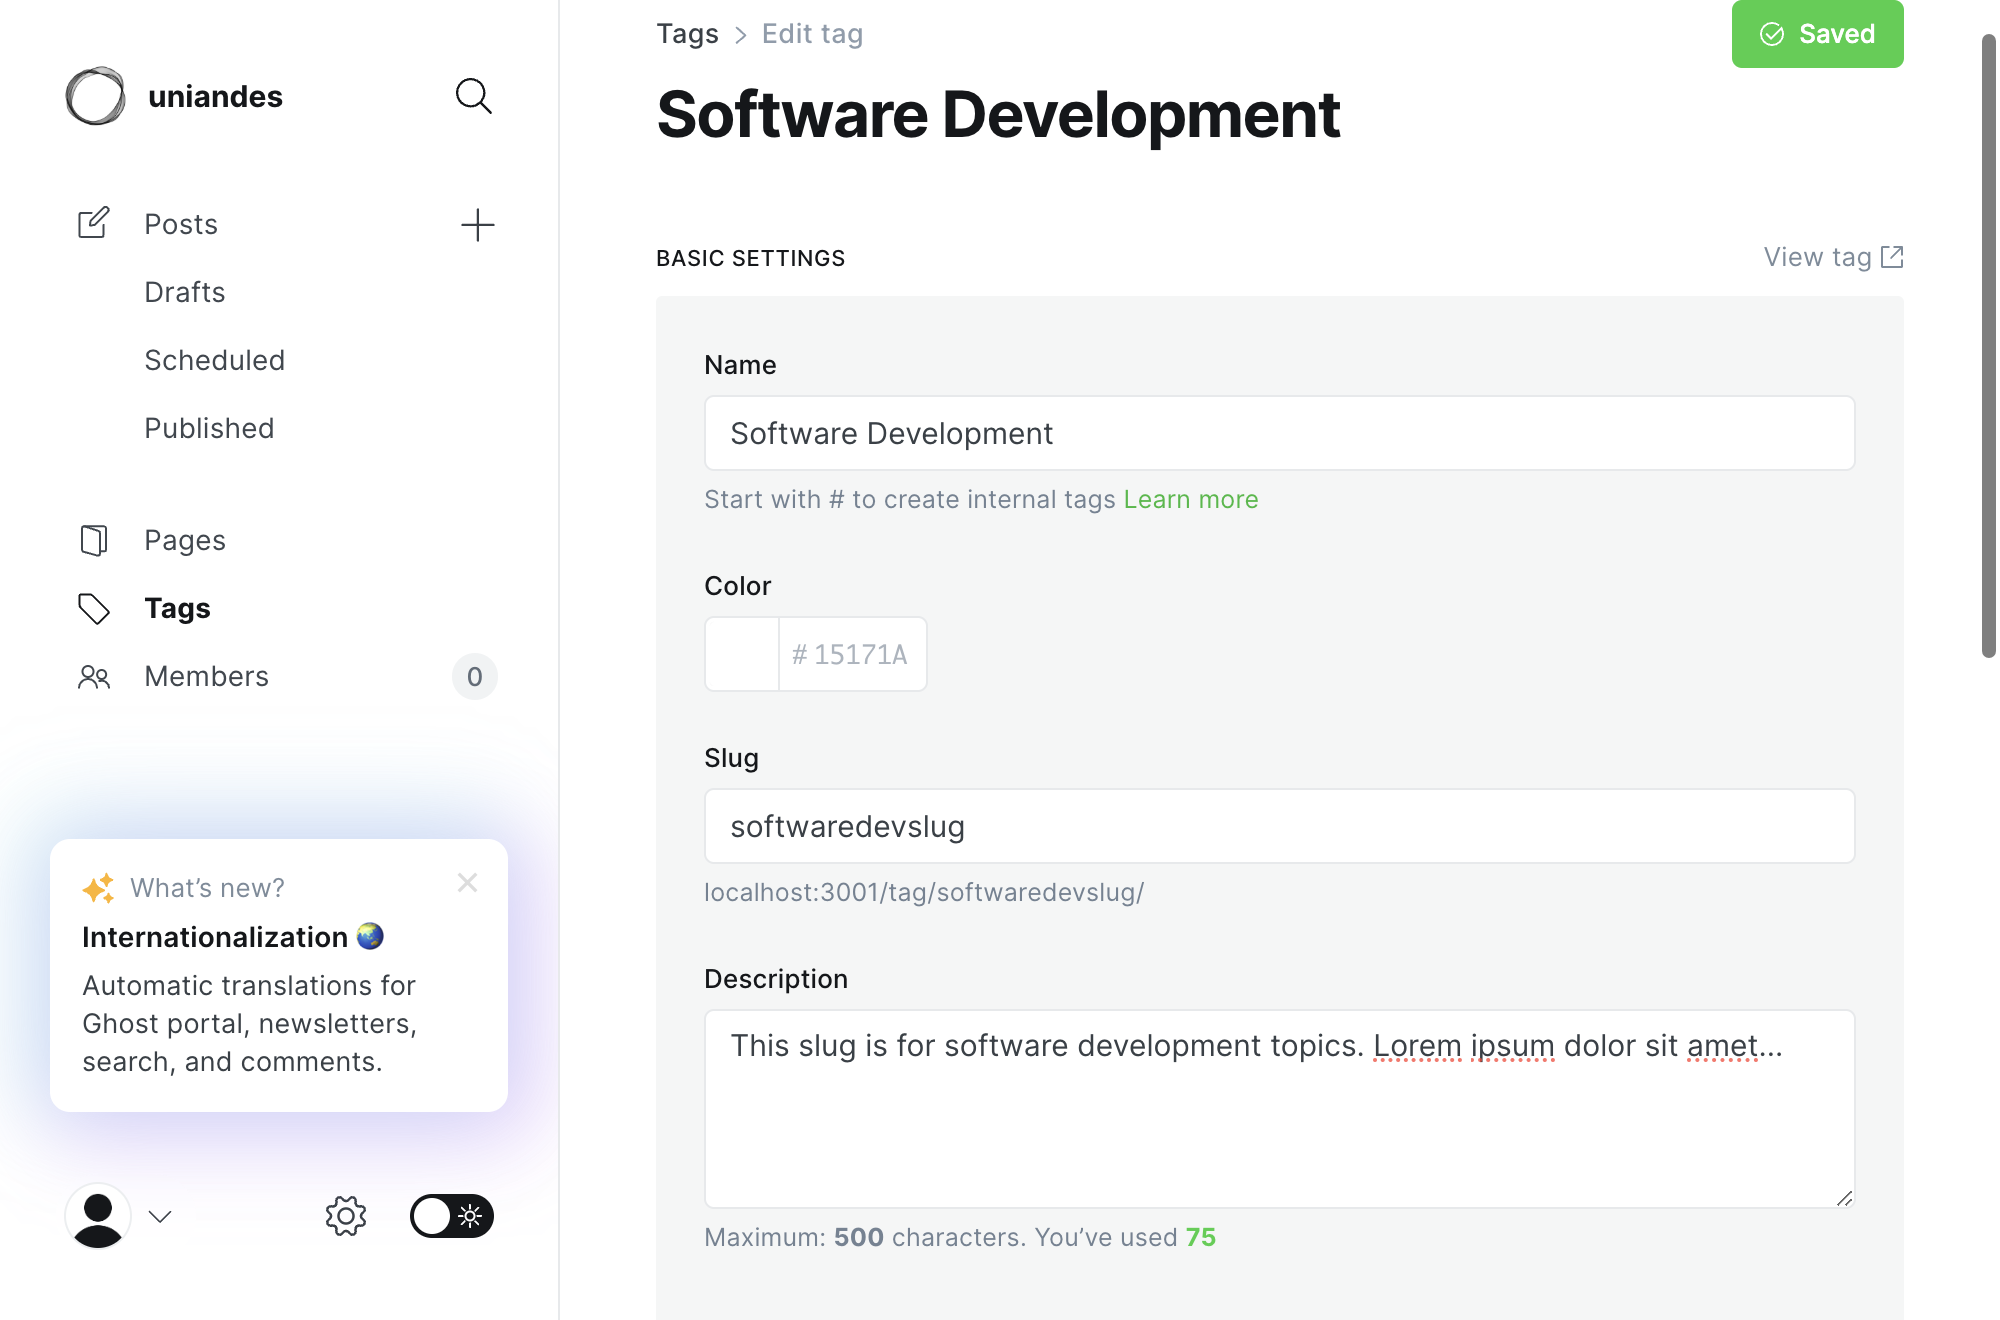 uniandes
Posts
Drafts
Scheduled
Published
Pages
Tags
Members
0
What’s new?
Internationalization 🌏
Automatic translations for
Ghost portal, newsletters,
search, and comments.
Tags > Edit tag
Saved
Software Development
BASIC SETTINGS
View tag
Name
Software Development
Start with # to create internal tags Learn more
Color
# 15171A
Slug
softwaredevslug
localhost:3001/tag/softwaredevslug/
Description
This slug is for software development topics. Lorem ipsum dolor sit amet...
Maximum: 500 characters. You’ve used 75